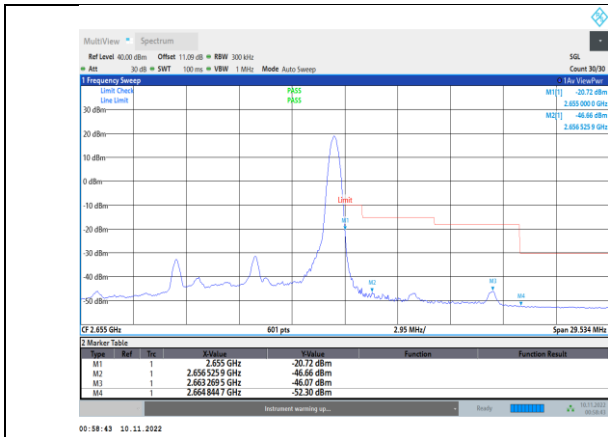 MultiView Spectrum
Ref Level 40.00 dBm Offset 11.09 dB RBW 300 kHz SGL
Att 30 dB SWT 100 ms VBW 1 MHz Mode Auto Sweep Count 30/30
1 Frequency Sweep 1Av ViewPwr
Limit Check PASS M1[1] -20.72 dBm
Line Limit PASS 2.655 000 0 GHz
30 dBm M2[1] -46.66 dBm
2.656 525 9 GHz
20 dBm
10 dBm
0 dBm
Limit
-10 dBm
M1
-20 dBm
-30 dBm
-40 dBm
M2 M3
M4
-50 dBm
CF 2.655 GHz 601 pts 2.95 MHz/ Span 29.534 MHz
2 Marker Table
Type Ref Trc X-Value Y-Value Function Function Result
M1 1 2.655 GHz -20.72 dBm
M2 1 2.656 525 9 GHz -46.66 dBm
M3 1 2.663 269 5 GHz -46.07 dBm
M4 1 2.664 844 7 GHz -52.30 dBm
Instrument warming up... Ready 10.11.2022
00:58:43
00:58:43 10.11.2022